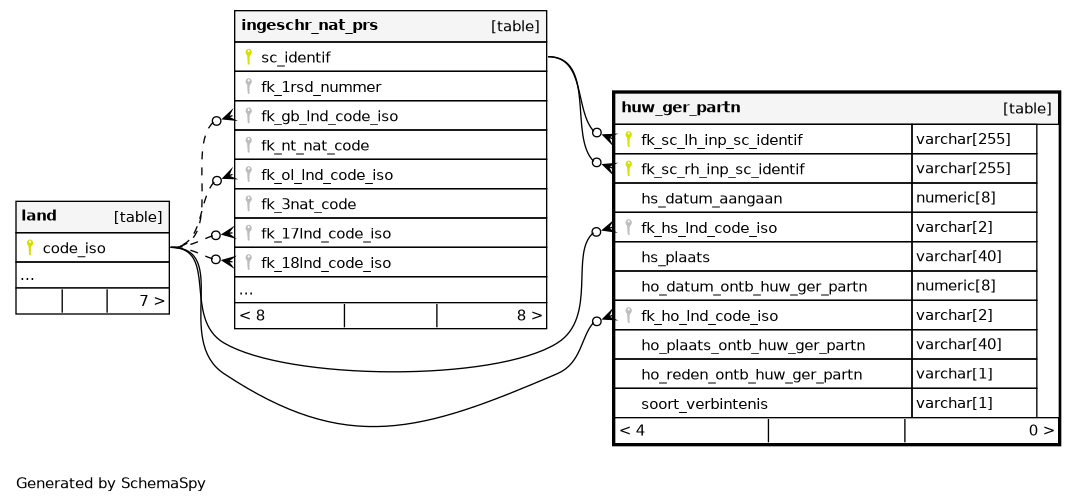 ingeschr_nat_prs [table]
sc_identif
fk_1rsd_nummer
fk_gb_lnd_code_iso
fk_nt_nat_code
fk_ol_lnd_code_iso
fk_3nat_code
fk_17lnd_code_iso
fk_18lnd_code_iso
...
< 8 8 >
land [table]
code_iso
...
7 >
huw_ger_partn [table]
fk_sc_lh_inp_sc_identif varchar[255]
fk_sc_rh_inp_sc_identif varchar[255]
hs_datum_aangaan numeric[8]
fk_hs_lnd_code_iso varchar[2]
hs_plaats varchar[40]
ho_datum_ontb_huw_ger_partn numeric[8]
fk_ho_lnd_code_iso varchar[2]
ho_plaats_ontb_huw_ger_partn varchar[40]
ho_reden_ontb_huw_ger_partn varchar[1]
soort_verbintenis varchar[1]
< 4 0 >
Generated by SchemaSpy